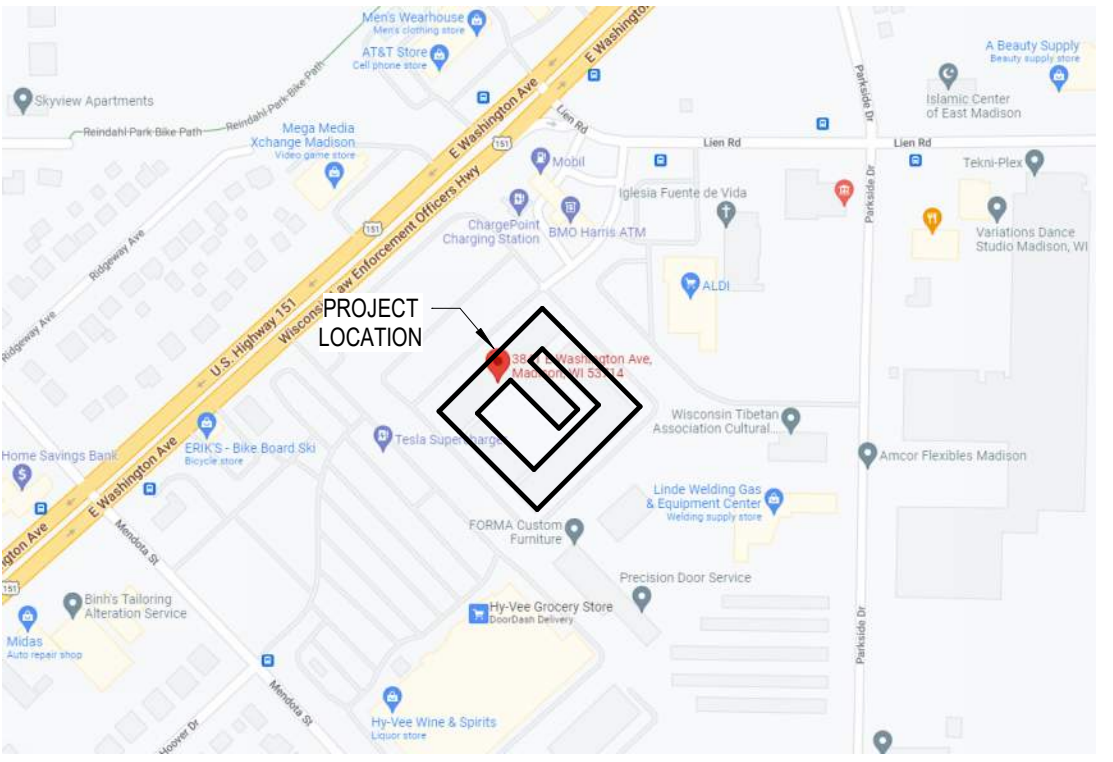 Men's Wearhouse
Men's clothing store
AT&T Store
Cell phone store
E Washington
A Beauty Supply
Beauty supply store
Skyview Apartments
Islamic Center
of East Madison
Reindahl Park Bike Path
Reindahl-Park-Bike-Path
E Washington Ave
Parkside Dr
Mega Media
Xchange Madison
Video game store
Lien Rd
Lien Rd
Lien Rd
151
Mobil
Tekni-Plex
Iglesia Fuente de Vida
Parkside Dr
ChargePoint
Charging Station
BMO Harris ATM
Variations Dance
Studio Madison, WI
151
Ridgeway Ave
Wisconsin Law Enforcement Officers Hwy
ALDI
PROJECT
LOCATION
Ridgeway Ave
U.S. Highway 151
E Washington Ave,
Madison, WI
Wisconsin Tibetan
Association Cultural...
Tesla Supercharger
ERIK'S - Bike Board Ski
Bicycle store
Home Savings Bank
Amcor Flexibles Madison
E Washington Ave
Linde Welding Gas
& Equipment Center
Welding supply store
FORMA Custom
Furniture
Mendota St
ngton Ave
151
Precision Door Service
Binh's Tailoring
Alteration Service
Hy-Vee Grocery Store
DoorDash Delivery
Midas
Auto repair shop
Parkside Dr
Mendota St
Hy-Vee Wine & Spirits
Liquor store
Hoover Dr